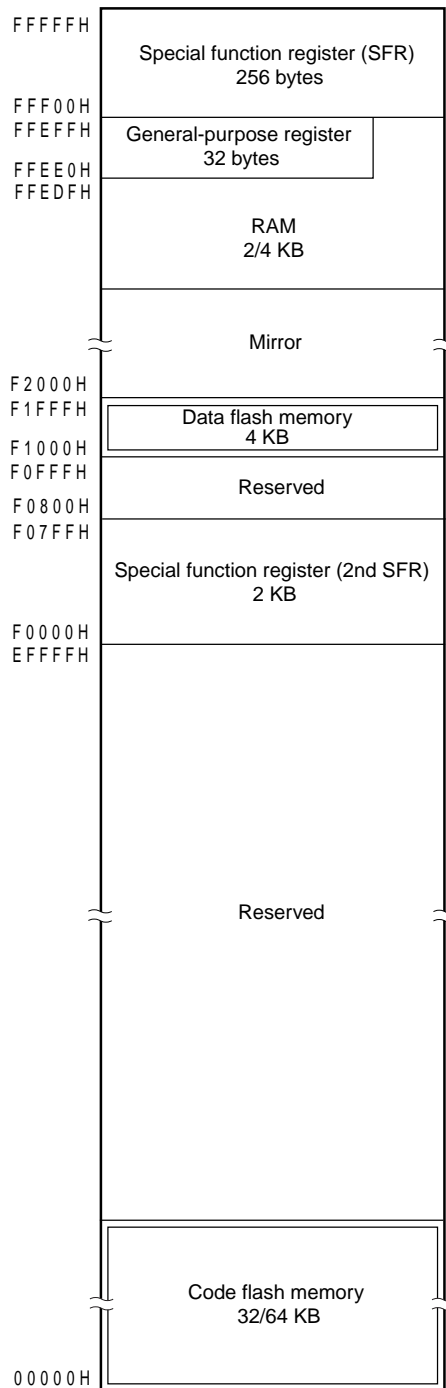 FFFFFH
Special function register (SFR)
256 bytes
FFF00H
FFEFFH
General-purpose register
32 bytes
FFEE0H
FFEDFH
RAM
2/4 KB
Mirror
F2000H
F1FFFH
Data flash memory
4 KB
F1000H
F0FFFH
Reserved
F0800H
F07FFH
Special function register (2nd SFR)
2 KB
F0000H
EFFFFH
Reserved
Code flash memory
32/64 KB
00000H